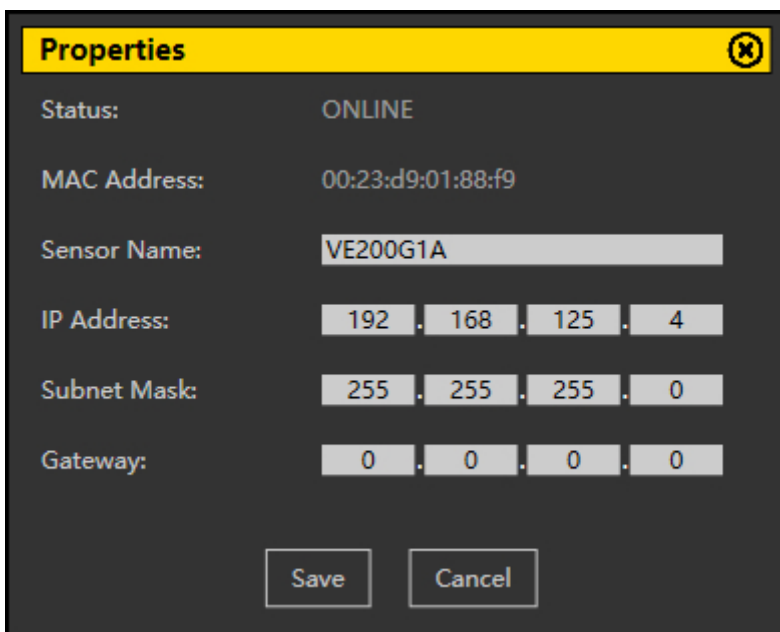 Properties
Status: ONLINE
MAC Address: 00:23:d9:01:88:f9
Sensor Name: VE200G1A
IP Address: 192 . 168 . 125 . 4
Subnet Mask: 255 . 255 . 255 . 0
Gateway: 0 . 0 . 0 . 0
Save Cancel